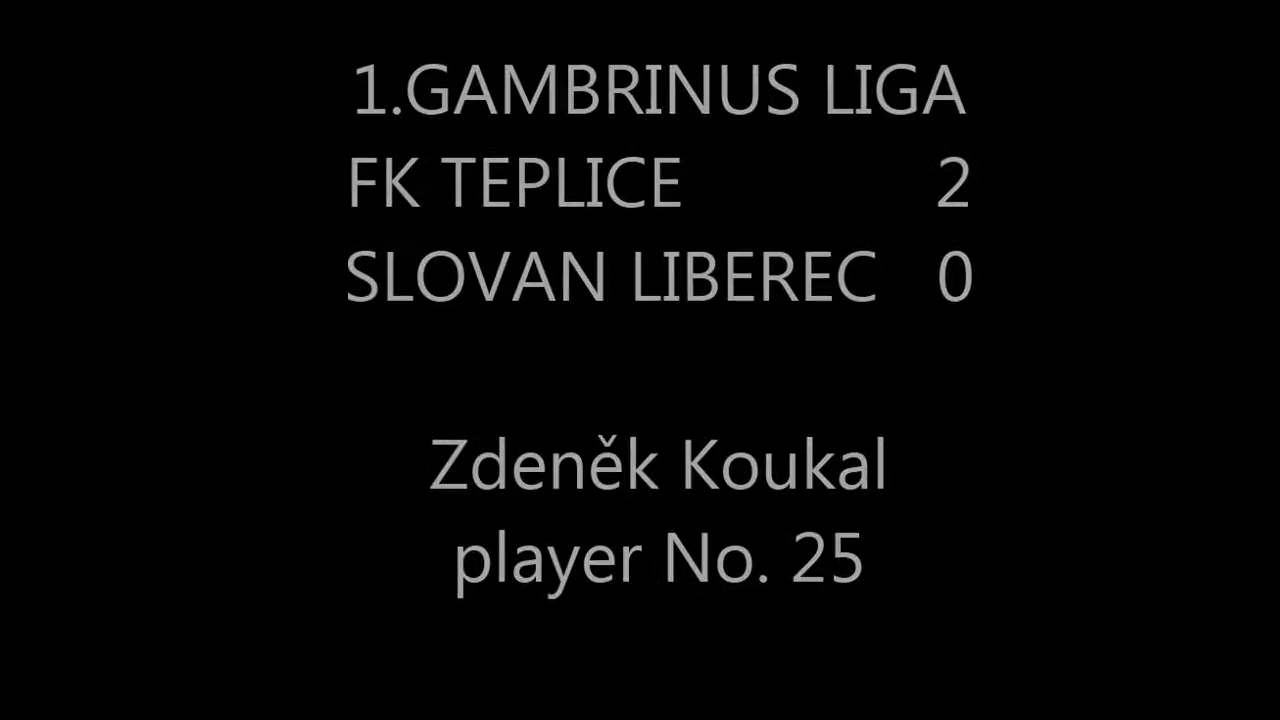 1.GAMBRINUS LIGA
FK TEPLICE 2
SLOVAN LIBEREC 0
Zdeněk Koukal
player No. 25